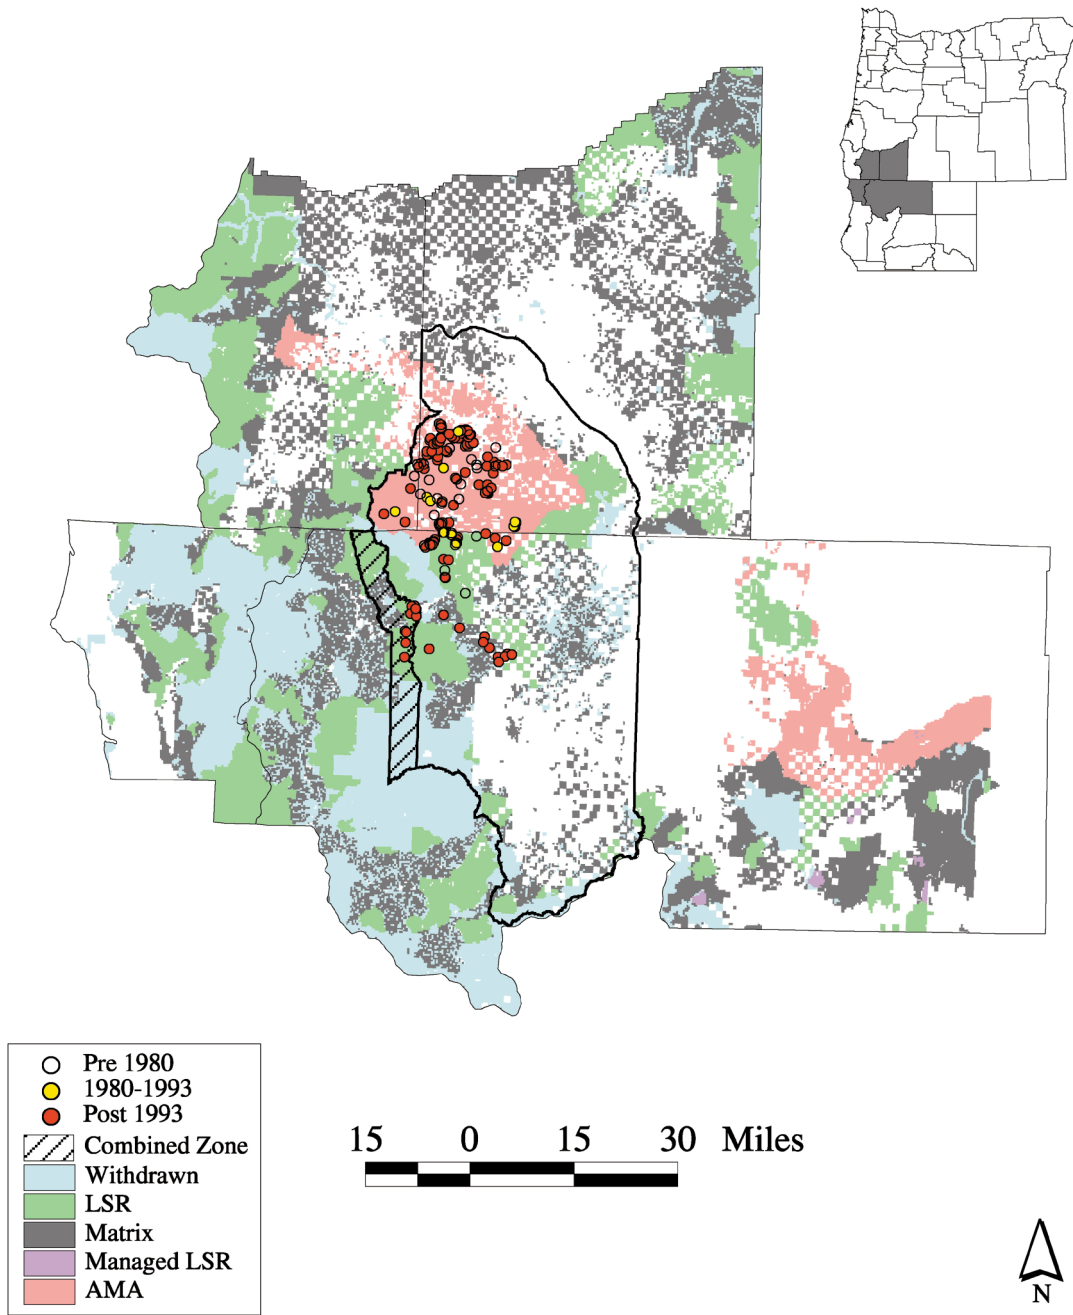 Pre 1980
1980-1993
Post 1993
Combined Zone
Withdrawn
LSR
Matrix
Managed LSR
AMA
15 0 15 30 Miles
N